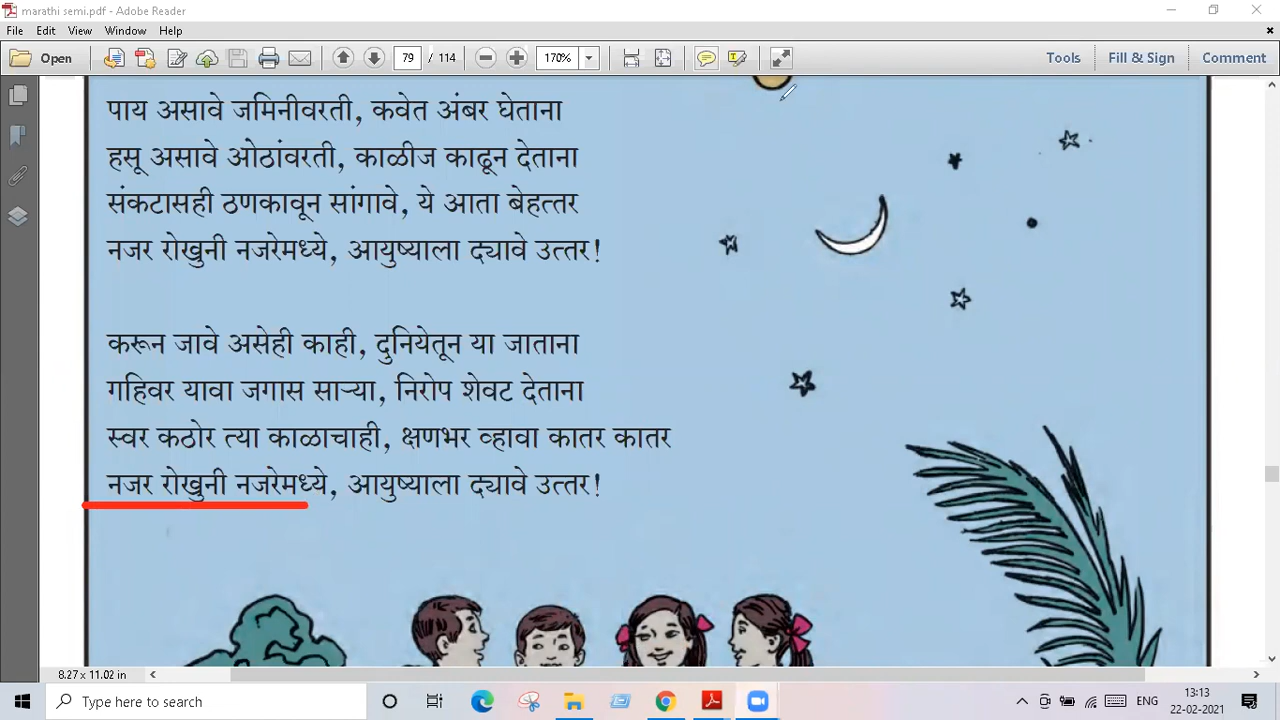 marathi semi.pdf - Adobe Reader
File Edit View Window Help
Open 79 / 114 170% Tools Fill & Sign Comment
पाय असावे जमिनीवरती, कवेत अंबर घेताना
हसू असावे ओठांवरती, काळीज काढून देताना
संकटासही ठणकावून सांगावे, ये आता बेहत्तर
नजर रोखुनी नजरेमध्ये, आयुष्याला द्यावे उत्तर!
करून जावे असेही काही, दुनियेतून या जाताना
गहिवर यावा जगास साऱ्या, निरोप शेवट देताना
स्वर कठोर त्या काळाचाही, क्षणभर व्हावा कातर कातर
नजर रोखुनी नजरेमध्ये, आयुष्याला द्यावे उत्तर!
8.27 x 11.02 in
Type here to search
ENG
13:13
22-02-2021